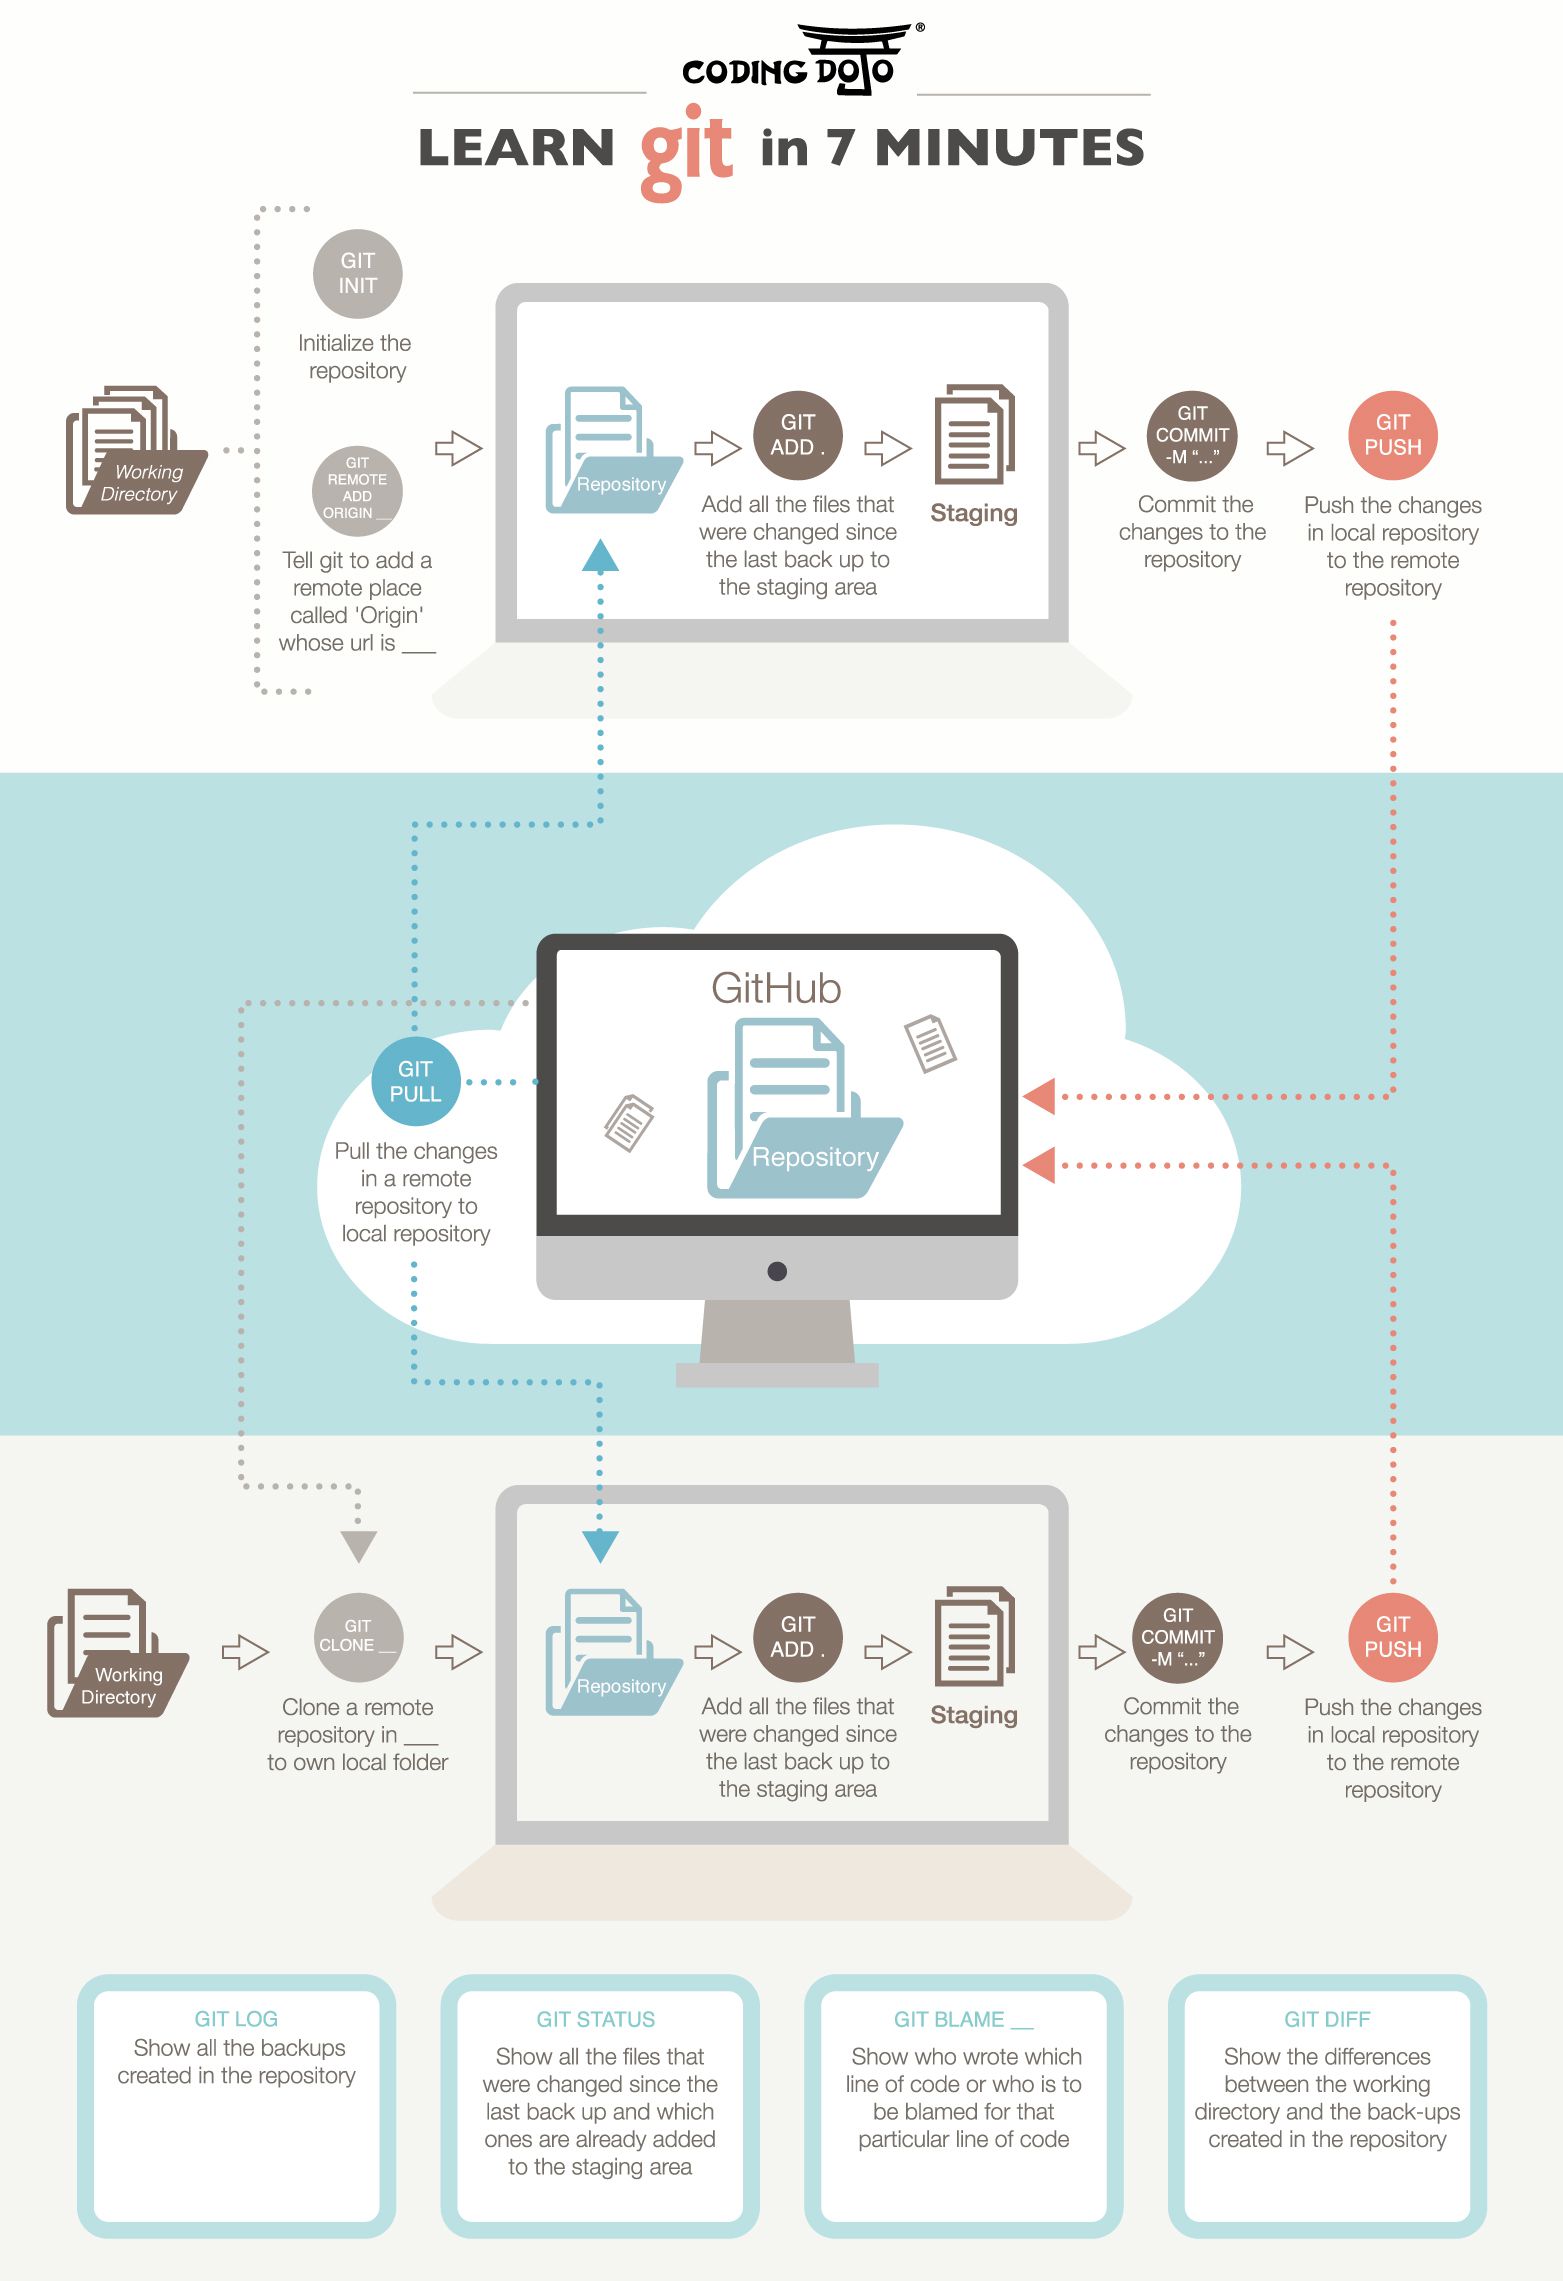 CODING DOJO®
LEARN git in 7 MINUTES
GIT
INIT
Initialize the
repository
Working
Directory
GIT
REMOTE
ADD
ORIGIN __
Tell git to add a
remote place
called 'Origin'
whose url is ___
Repository
GIT
ADD .
Add all the files that
were changed since
the last back up to
the staging area
Staging
GIT
COMMIT
-M “...”
Commit the
changes to the
repository
GIT
PUSH
Push the changes
in local repository
to the remote
repository
GitHub
Repository
GIT
PULL
Pull the changes
in a remote
repository to
local repository
Working
Directory
GIT
CLONE __
Clone a remote
repository in ___
to own local folder
Repository
GIT
ADD .
Add all the files that
were changed since
the last back up to
the staging area
Staging
GIT
COMMIT
-M “...”
Commit the
changes to the
repository
GIT
PUSH
Push the changes
in local repository
to the remote
repository
GIT LOG
Show all the backups
created in the repository
GIT STATUS
Show all the files that
were changed since the
last back up and which
ones are already added
to the staging area
GIT BLAME __
Show who wrote which
line of code or who is to
be blamed for that
particular line of code
GIT DIFF
Show the differences
between the working
directory and the back-ups
created in the repository